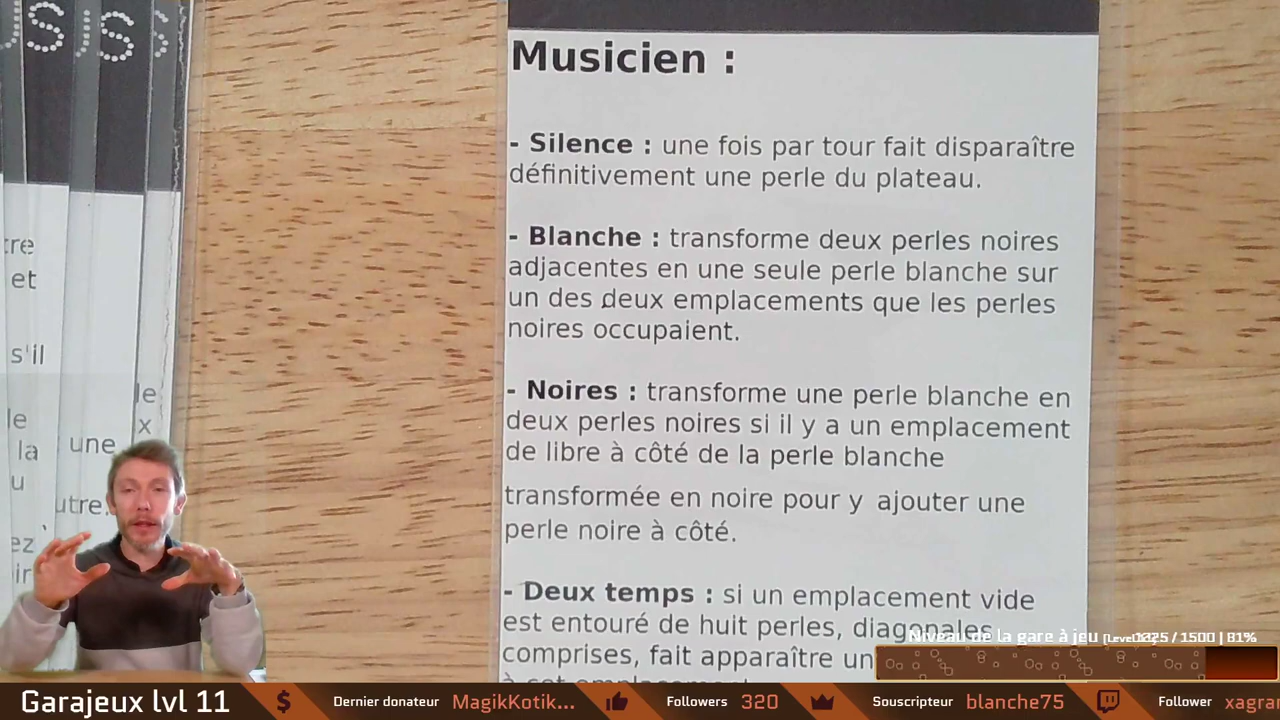 Musicien :
- Silence : une fois par tour fait disparaître
définitivement une perle du plateau.
- Blanche : transforme deux perles noires
adjacentes en une seule perle blanche sur
un des deux emplacements que les perles
noires occupaient.
- Noires : transforme une perle blanche en
deux perles noires si il y a un emplacement
de libre à côté de la perle blanche
transformée en noire pour y ajouter une
perle noire à côté.
- Deux temps : si un emplacement vide
est entouré de huit perles, diagonales
comprises, fait apparaître un
et
s'il
le
x
la
une
utre.
Niveau de la gare à jeu
/ 1500 | 81%
Garajeux lvl 11
$ Dernier donateur MagikKotik...
Followers 320
Souscripteur blanche75
Follower xagra